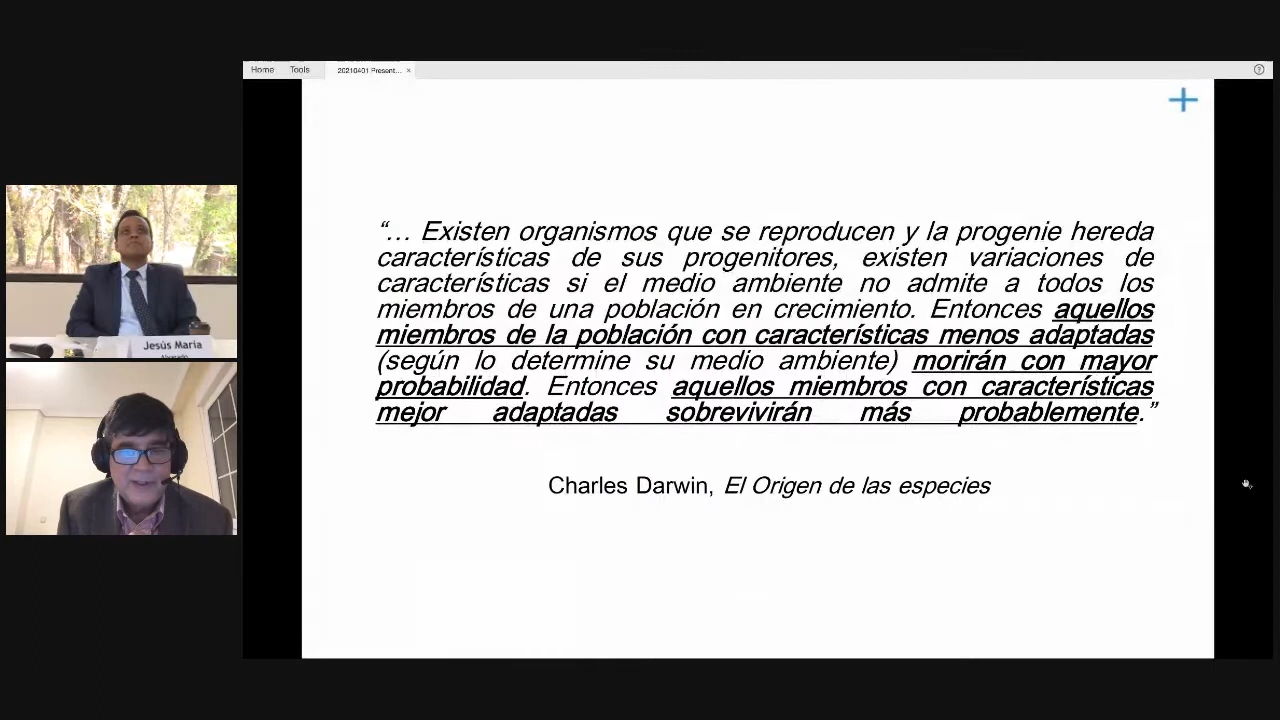 Home Tools 20210401 Present... ×
“... Existen organismos que se reproducen y la progenie hereda
características de sus progenitores, existen variaciones de
características si el medio ambiente no admite a todos los
miembros de una población en crecimiento. Entonces aquellos
miembros de la población con características menos adaptadas
(según lo determine su medio ambiente) morirán con mayor
probabilidad. Entonces aquellos miembros con características
mejor adaptadas sobrevivirán más probablemente.”
Charles Darwin, El Origen de las especies
Jesús María
Alvarado